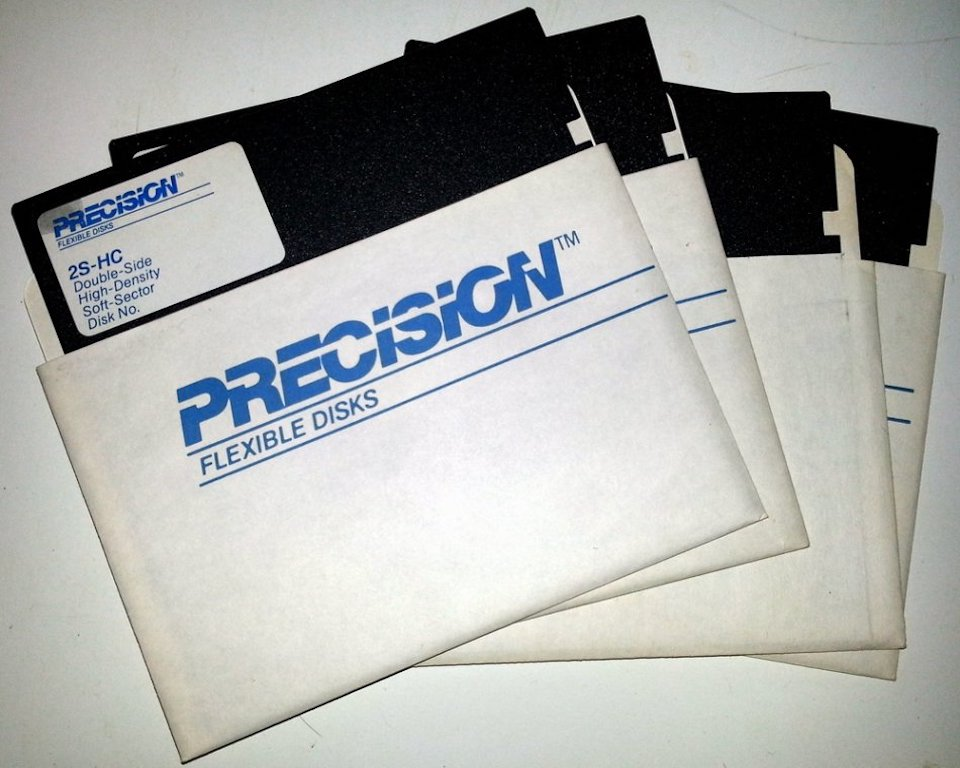 PRECISION™
FLEXIBLE DISKS
2S-HC
Double-Side
High-Density
Soft-Sector
Disk No.
PRECISION™
FLEXIBLE DISKS